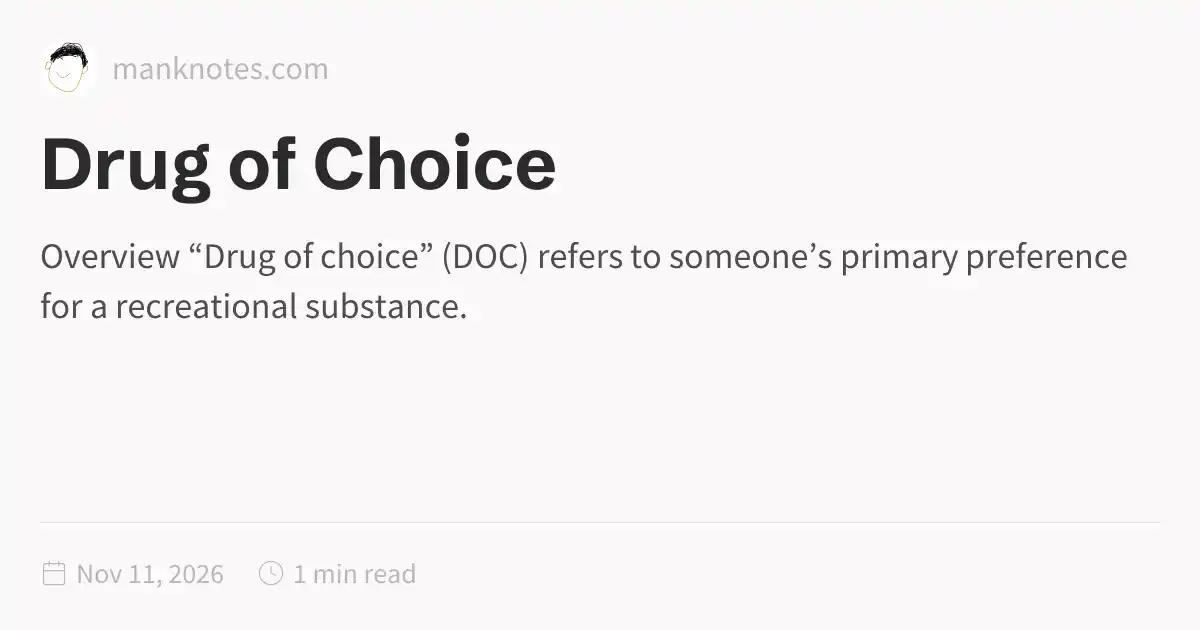 manknotes.com
Drug of Choice
Overview “Drug of choice” (DOC) refers to someone’s primary preference
for a recreational substance.
Nov 11, 2026 1 min read